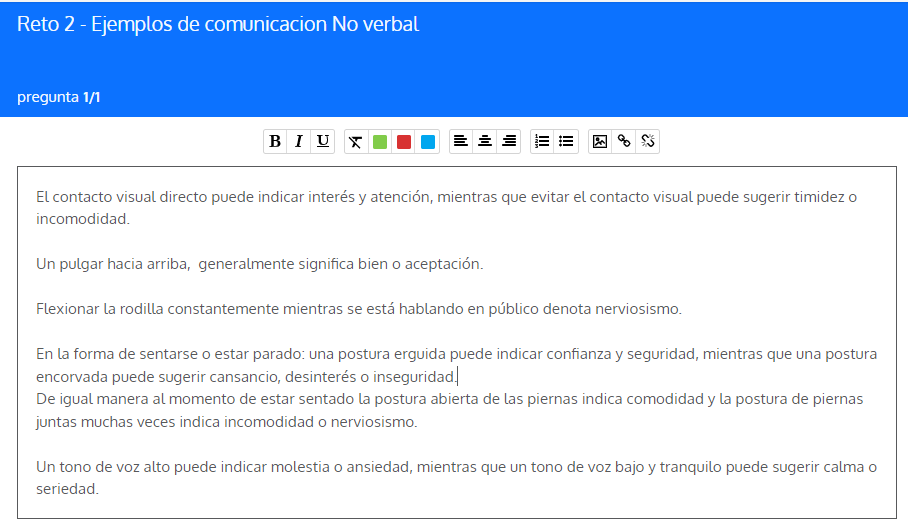 Reto 2 - Ejemplos de comunicacion No verbal
pregunta 1/1
B I U
El contacto visual directo puede indicar interés y atención, mientras que evitar el contacto visual puede sugerir timidez o
incomodidad.
Un pulgar hacia arriba,  generalmente significa bien o aceptación.
Flexionar la rodilla constantemente mientras se está hablando en público denota nerviosismo.
En la forma de sentarse o estar parado: una postura erguida puede indicar confianza y seguridad, mientras que una postura
encorvada puede sugerir cansancio, desinterés o inseguridad.
De igual manera al momento de estar sentado la postura abierta de las piernas indica comodidad y la postura de piernas
juntas muchas veces indica incomodidad o nerviosismo.
Un tono de voz alto puede indicar molestia o ansiedad, mientras que un tono de voz bajo y tranquilo puede sugerir calma o
seriedad.